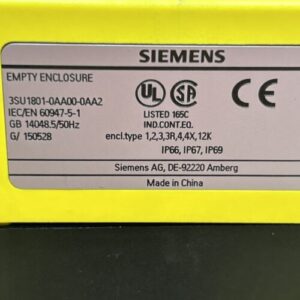 SIEMENS
EMPTY ENCLOSURE
3SU1801-0AA00-0AA2
IEC/EN 60947-5-1
GB 14048.5/50Hz
G/ 150528
UL
SA
LISTED 165C
IND.CONT.EQ.
encl.type 1,2,3,3R,4,4X,12K
IP66, IP67, IP69
Siemens AG, DE-92220 Amberg
Made in China